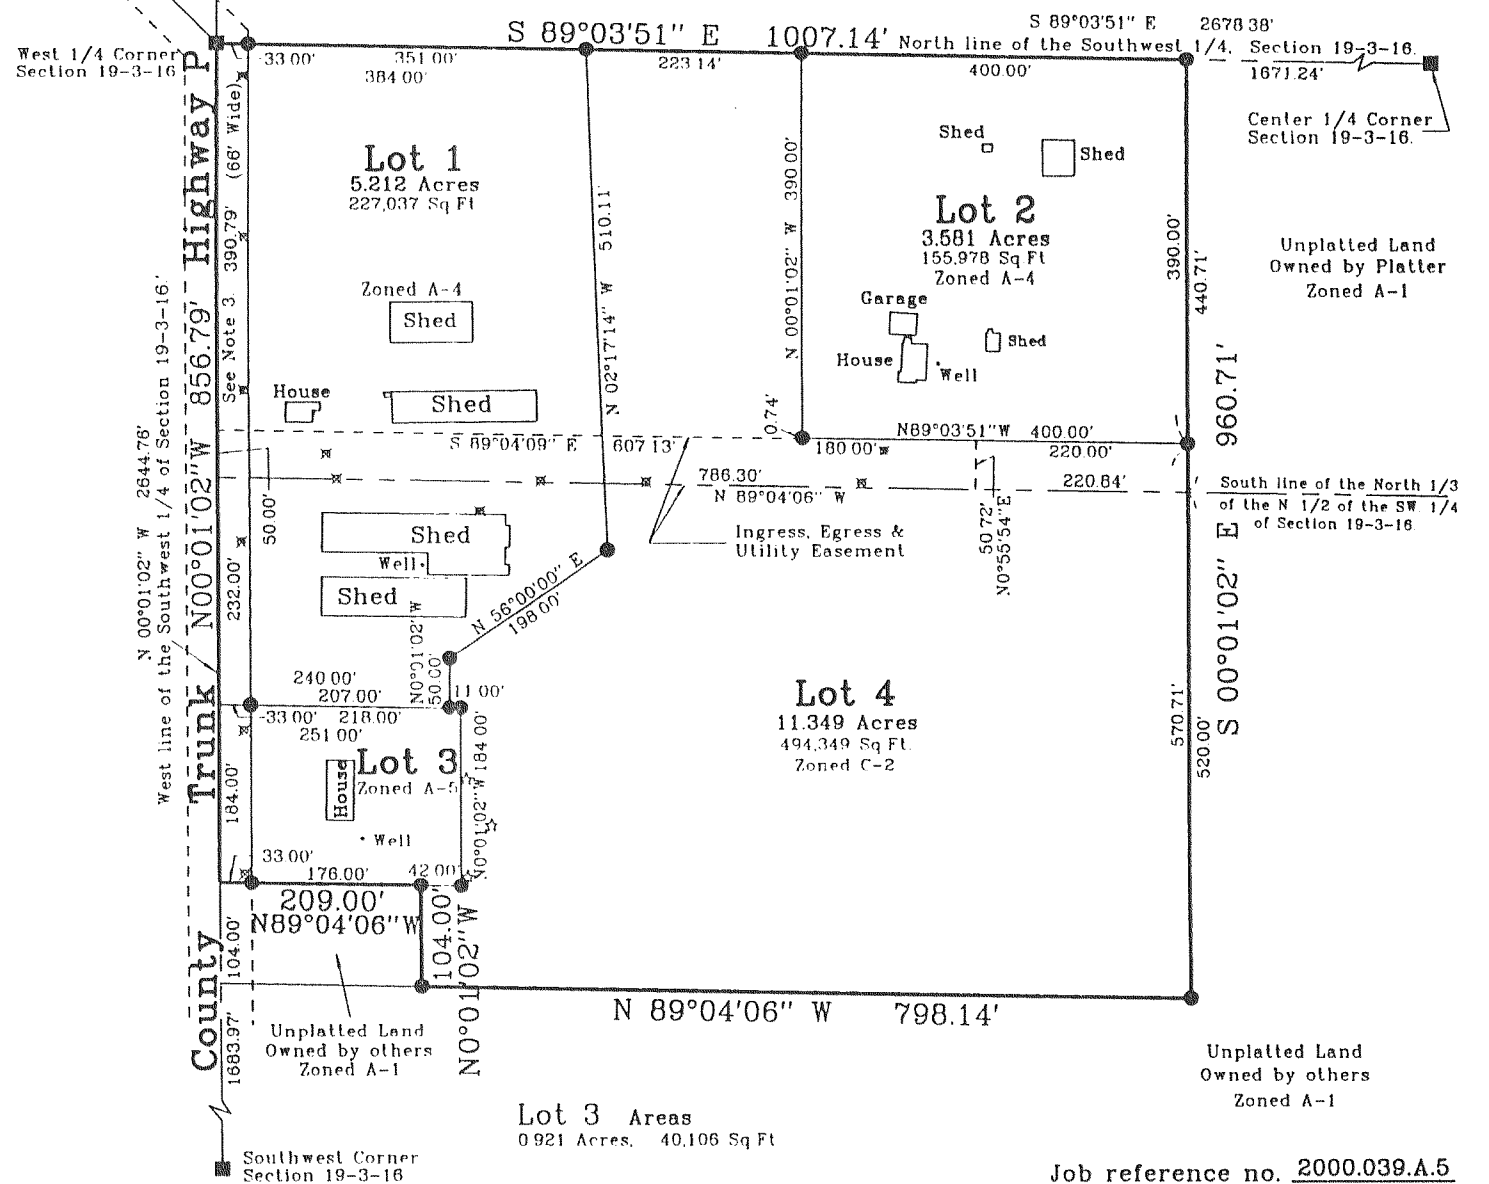 S 89°03'51" E 2678 38'
S 89°03'51" E 1007.14' North line of the Southwest 1/4, Section 19-3-16.
West 1/4 Corner
Section 19-3-16
33.00'
351 00'
384 00'
223 14'
400.00'
1671.24'
Center 1/4 Corner
Section 19-3-16.
County Trunk Highway P
(66' Wide)
390.79'
See Note 3.
N00°01'02"W 856.79'
N 00°01'02" W 2644.76'
West line of the Southwest 1/4 of Section 19-3-16.
Lot 1
5.212 Acres
227,037 Sq Ft
Zoned A-4
Shed
House
Shed
N 02°17'14" W 510.11'
N 00°01'02" W 390 00'
Shed
Shed
Lot 2
3.581 Acres
155,978 Sq Ft
Zoned A-4
Garage
House
Well
Shed
390.00'
440.71'
Unplatted Land
Owned by Platter
Zoned A-1
S 00°01'02" E 960.71'
0.74'
S 89°04'09" E 607 13'
180 00'
N89°03'51"W 400.00'
220.00'
786.30'
N 89°04'06" W
220.84'
South line of the North 1/3
of the N 1/2 of the SW. 1/4
of Section 19-3-16
50.00'
Ingress, Egress &
Utility Easement
50.72'
N0°55'54"E
232.00'
Shed
Well
Shed
N 56°00'00" E
198 00'
N0°01'02"W
50.00'
240 00'
207.00'
11 00'
33 00'
218.00'
251 00'
Lot 3
Zoned A-5
House
Well
184.00'
N0°01'02"W 184 00'
Lot 4
11.349 Acres
494,349 Sq Ft.
Zoned C-2
570.71'
520.00'
33 00'
176.00'
42 00'
209.00'
N89°04'06"W
104.00'
104.00'
N0°01'02"W
N 89°04'06" W 798.14'
1683.97'
Unplatted Land
Owned by others
Zoned A-1
Unplatted Land
Owned by others
Zoned A-1
Lot 3 Areas
0 921 Acres, 40,106 Sq Ft
Southwest Corner
Section 19-3-16
Job reference no. 2000.039.A.5